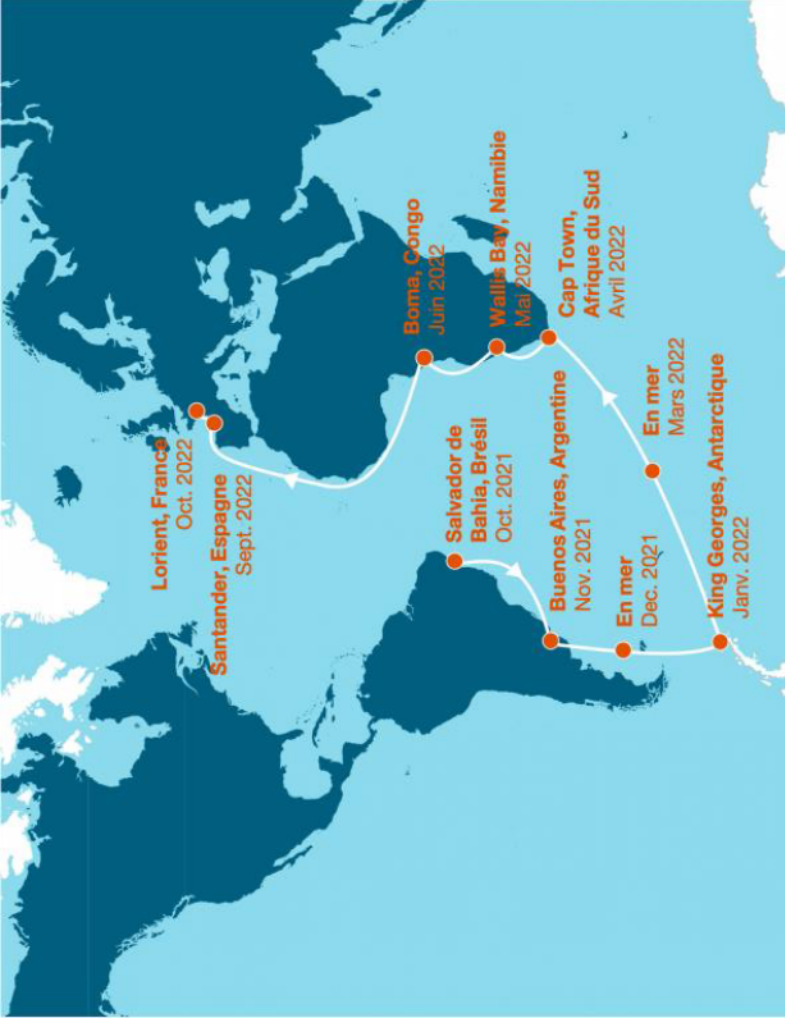 Lorient, France
Oct. 2022
Santander, Espagne
Sept. 2022
Boma, Congo
Juin 2022
Wallis Bay, Namibie
Mai 2022
Cap Town,
Afrique du Sud
Avril 2022
Salvador de
Bahia, Brésil
Oct. 2021
Buenos Aires, Argentine
Nov. 2021
En mer
Dec. 2021
En mer
Mars 2022
King Georges, Antarctique
Janv. 2022